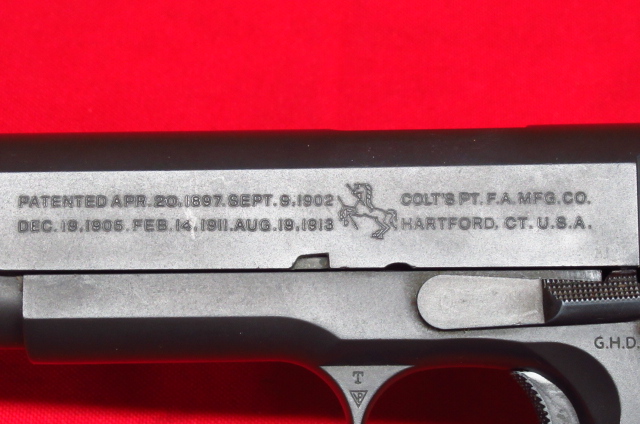 PATENTED APR. 20,1897. SEPT. 9,1902
DEC. 19,1905. FEB. 14,1911. AUG. 19,1913
COLT'S PT. F.A. MFG. CO.
HARTFORD, CT. U.S.A.
G.H.D.
T
VP